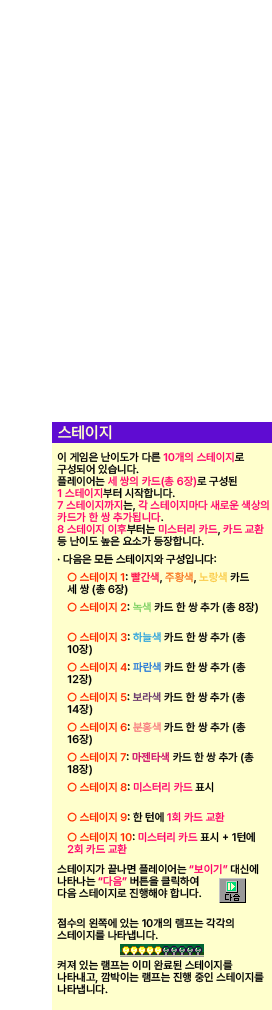 스테이지
이 게임은 난이도가 다른 10개의 스테이지로
구성되어 있습니다.
플레이어는 세 쌍의 카드(총 6장)로 구성된
1 스테이지부터 시작합니다.
7 스테이지까지는, 각 스테이지마다 새로운 색상의
카드가 한 쌍 추가됩니다.
8 스테이지 이후부터는 미스터리 카드, 카드 교환
등 난이도 높은 요소가 등장합니다.
· 다음은 모든 스테이지와 구성입니다:
○ 스테이지 1: 빨간색, 주황색, 노랑색 카드
세 쌍 (총 6장)
○ 스테이지 2: 녹색 카드 한 쌍 추가 (총 8장)
○ 스테이지 3: 하늘색 카드 한 쌍 추가 (총
10장)
○ 스테이지 4: 파란색 카드 한 쌍 추가 (총
12장)
○ 스테이지 5: 보라색 카드 한 쌍 추가 (총
14장)
○ 스테이지 6: 분홍색 카드 한 쌍 추가 (총
16장)
○ 스테이지 7: 마젠타색 카드 한 쌍 추가 (총
18장)
○ 스테이지 8: 미스터리 카드 표시
○ 스테이지 9: 한 턴에 1회 카드 교환
○ 스테이지 10: 미스터리 카드 표시 + 1턴에
2회 카드 교환
스테이지가 끝나면 플레이어는 “보이기” 대신에
나타나는 “다음” 버튼을 클릭하여
다음 스테이지로 진행해야 합니다.
다음
점수의 왼쪽에 있는 10개의 램프는 각각의
스테이지를 나타냅니다.
켜져 있는 램프는 이미 완료된 스테이지를
나타내고, 깜박이는 램프는 진행 중인 스테이지를
나타냅니다.